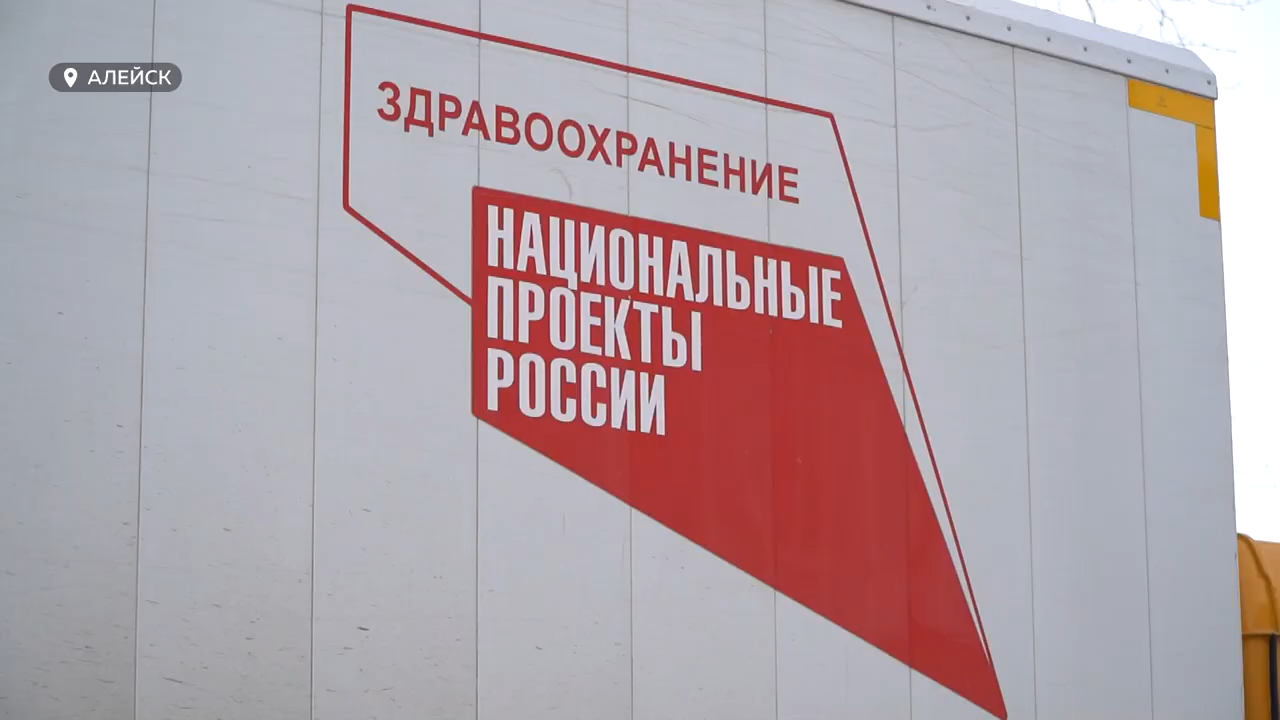 АЛЕЙСК
ЗДРАВООХРАНЕНИЕ
НАЦИОНАЛЬНЫЕ
ПРОЕКТЫ
РОССИИ